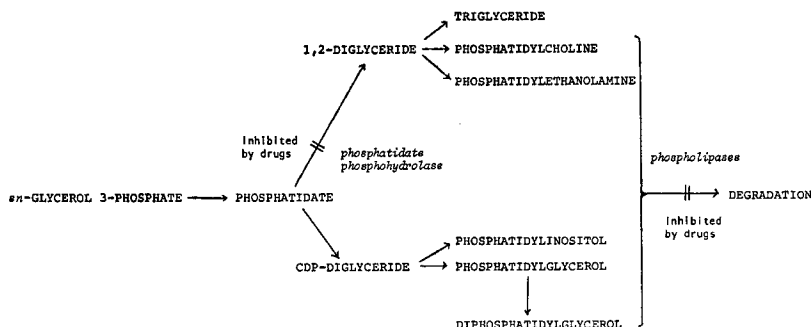 TRIGLYCERIDE
1,2-DIGLYCERIDE
PHOSPHATIDYLCHOLINE
PHOSPHATIDYLETHANOLAMINE
Inhibited
by drugs
phosphatidate
phosphohydrolase
phospholipases
sn-GLYCEROL 3-PHOSPHATE
PHOSPHATIDATE
DEGRADATION
Inhibited
by drugs
PHOSPHATIDYLINOSITOL
CDP-DIGLYCERIDE
PHOSPHATIDYLGLYCEROL
DIPHOSPHATIDYLGLYCEROL